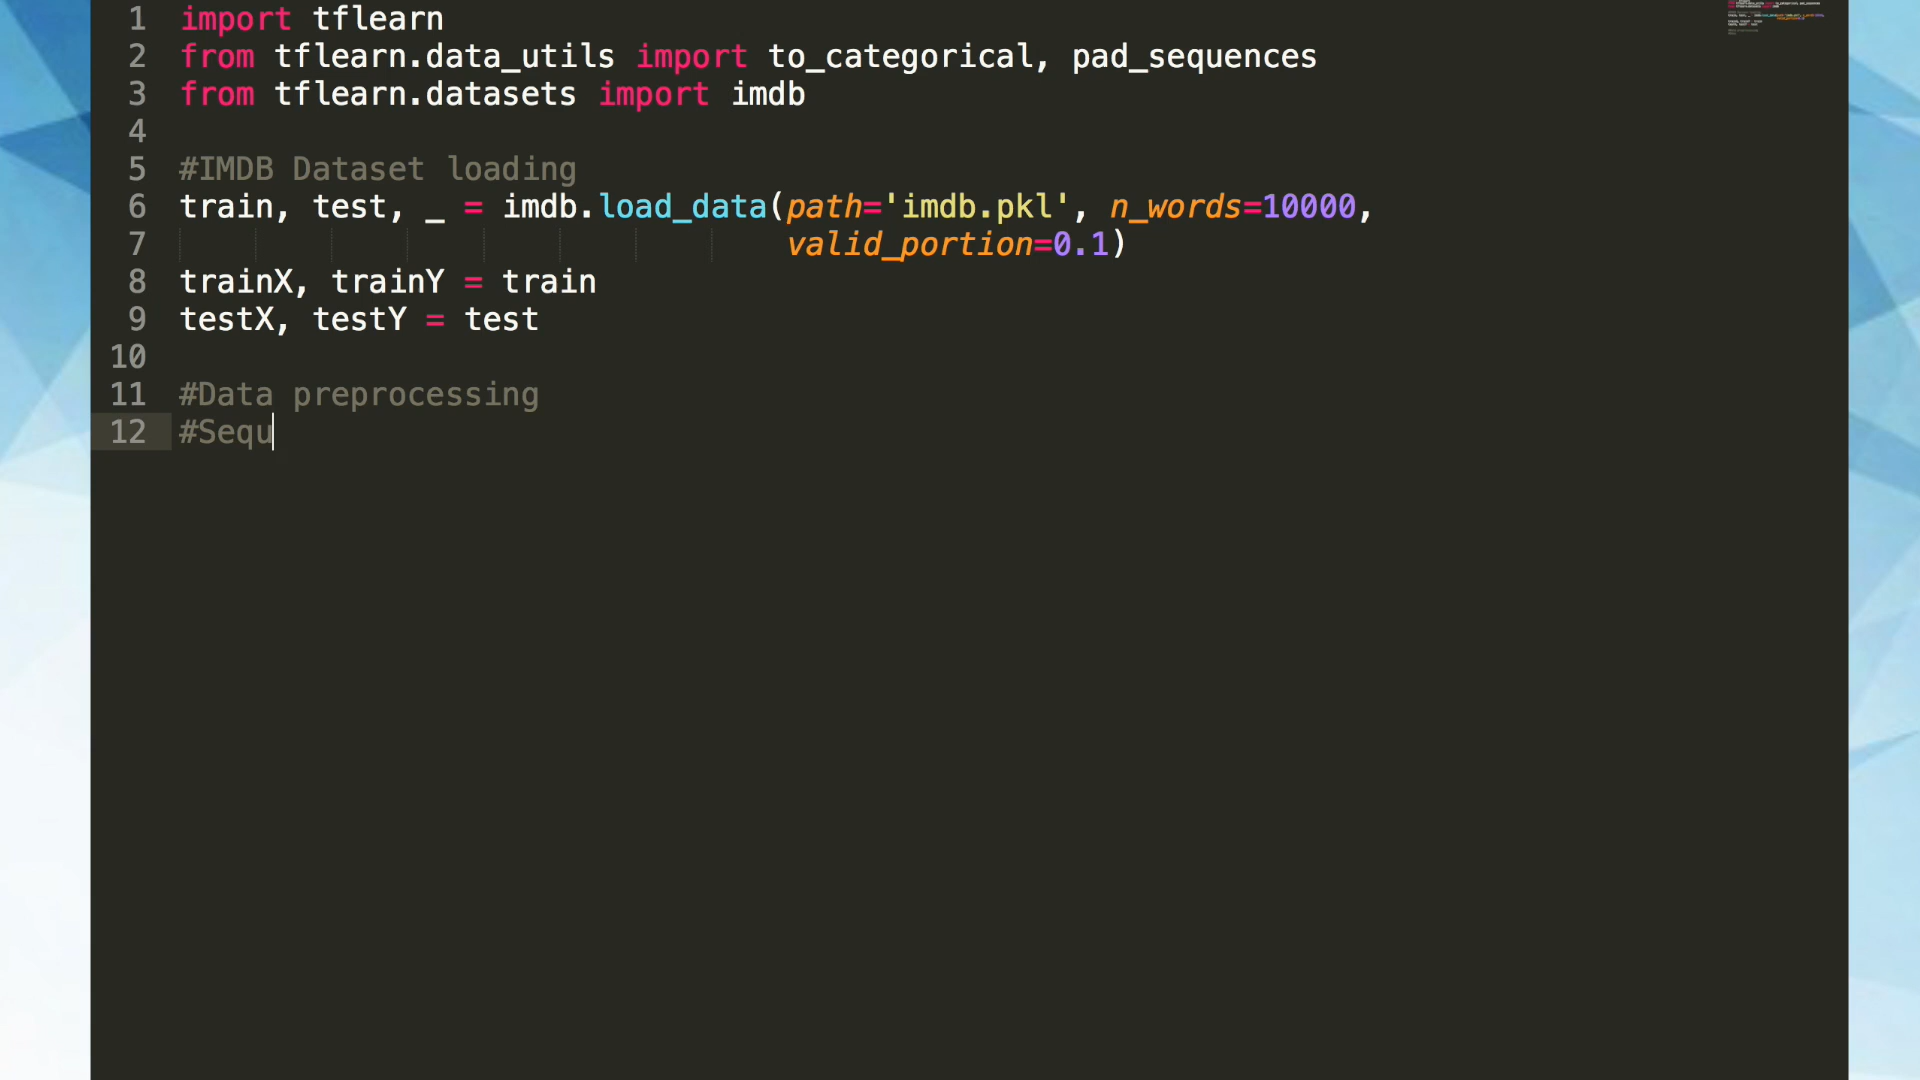 1 import tflearn
2 from tflearn.data_utils import to_categorical, pad_sequences
3 from tflearn.datasets import imdb
4
5 #IMDB Dataset loading
6 train, test, _ = imdb.load_data(path='imdb.pkl', n_words=10000,
7 valid_portion=0.1)
8 trainX, trainY = train
9 testX, testY = test
10
11 #Data preprocessing
12 #Sequ